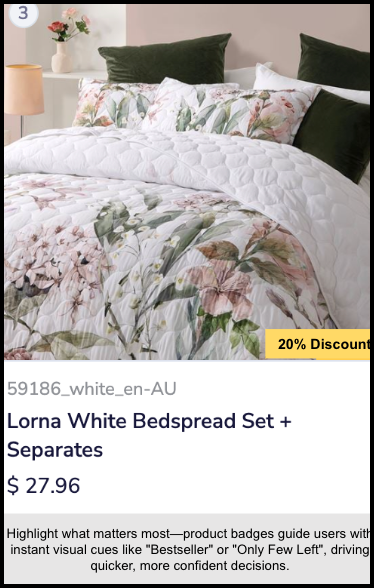 3
20% Discount
59186_white_en-AU
Lorna White Bedspread Set +
Separates
$ 27.96
Highlight what matters most—product badges guide users with
instant visual cues like "Bestseller" or "Only Few Left", driving
quicker, more confident decisions.